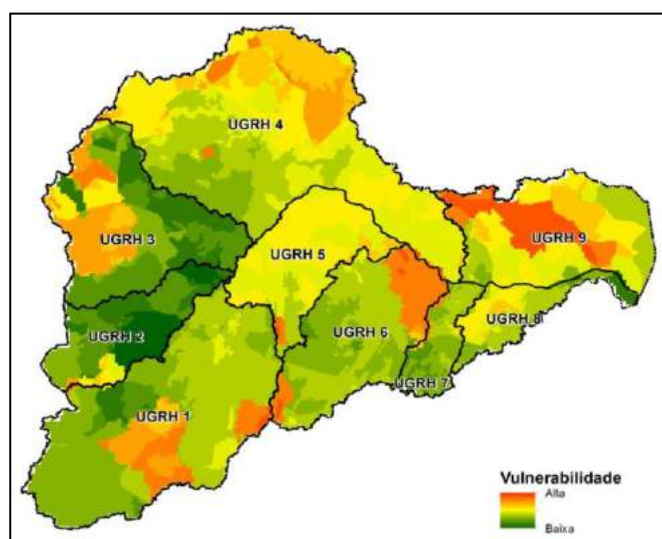 UGRH 4
UGRH 3
UGRH 9
UGRH 5
UGRH 8
UGRH 2
UGRH 6
UGRH 7
UGRH 1
Vulnerabilidade
Alta
Baixa